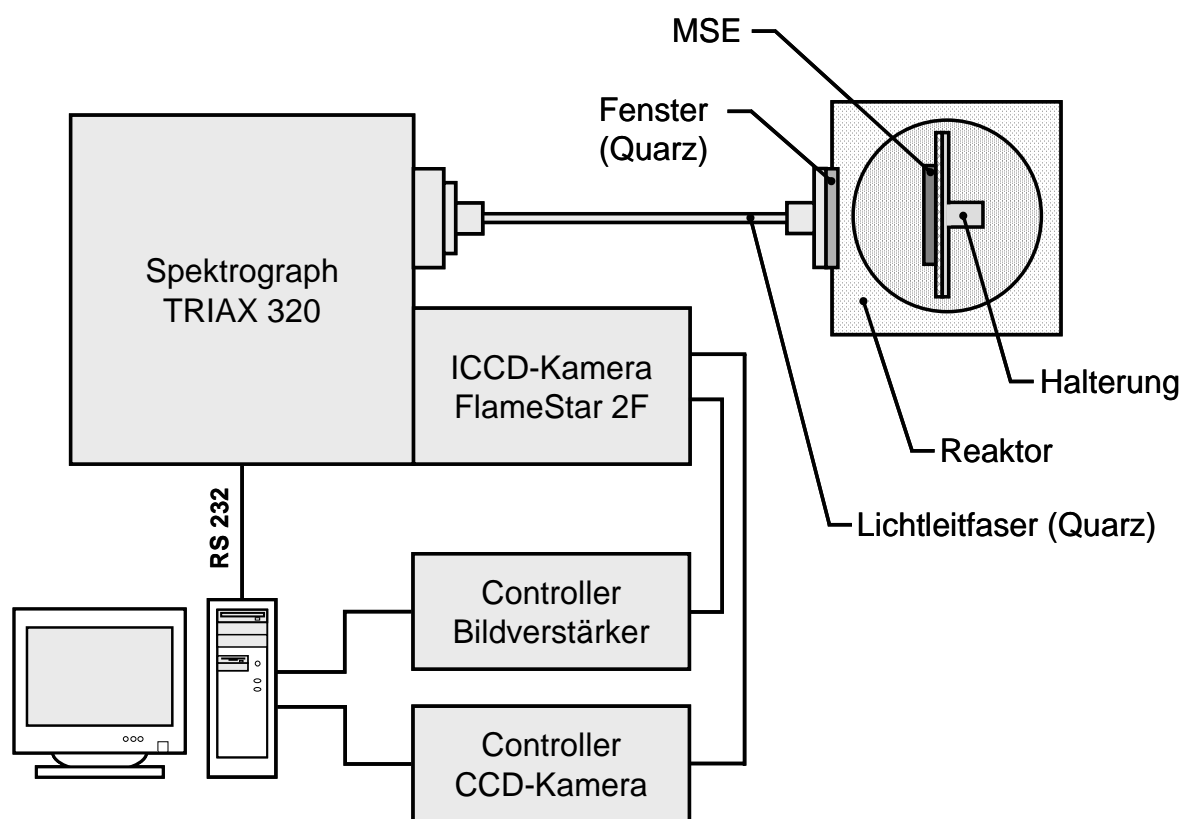 MSE
Fenster
(Quarz)
Spektrograph
TRIAX 320
ICCD-Kamera
FlameStar 2F
Halterung
Reaktor
Lichtleitfaser (Quarz)
RS 232
Controller
Bildverstärker
Controller
CCD-Kamera